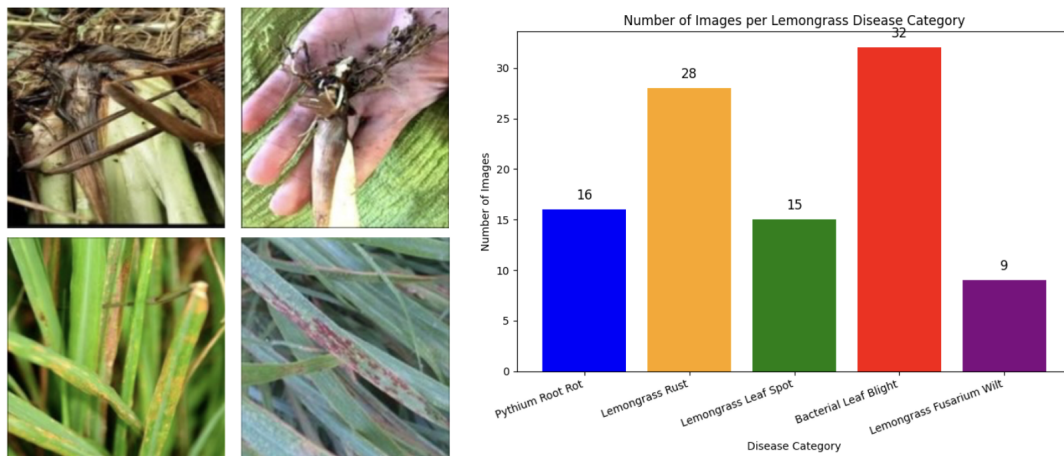 Number of Images per Lemongrass Disease Category
Number of Images
30
25
20
15
10
5
0
16
28
15
32
9
Pythium Root Rot
Lemongrass Rust
Lemongrass Leaf Spot
Bacterial Leaf Blight
Lemongrass Fusarium Wilt
Disease Category